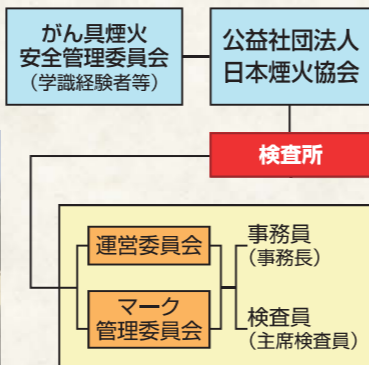 がん具煙火
安全管理委員会
(学識経験者等)
公益社団法人
日本煙火協会
検査所
運営委員会
マーク
管理委員会
事務員
(事務長)
検査員
(主席検査員)